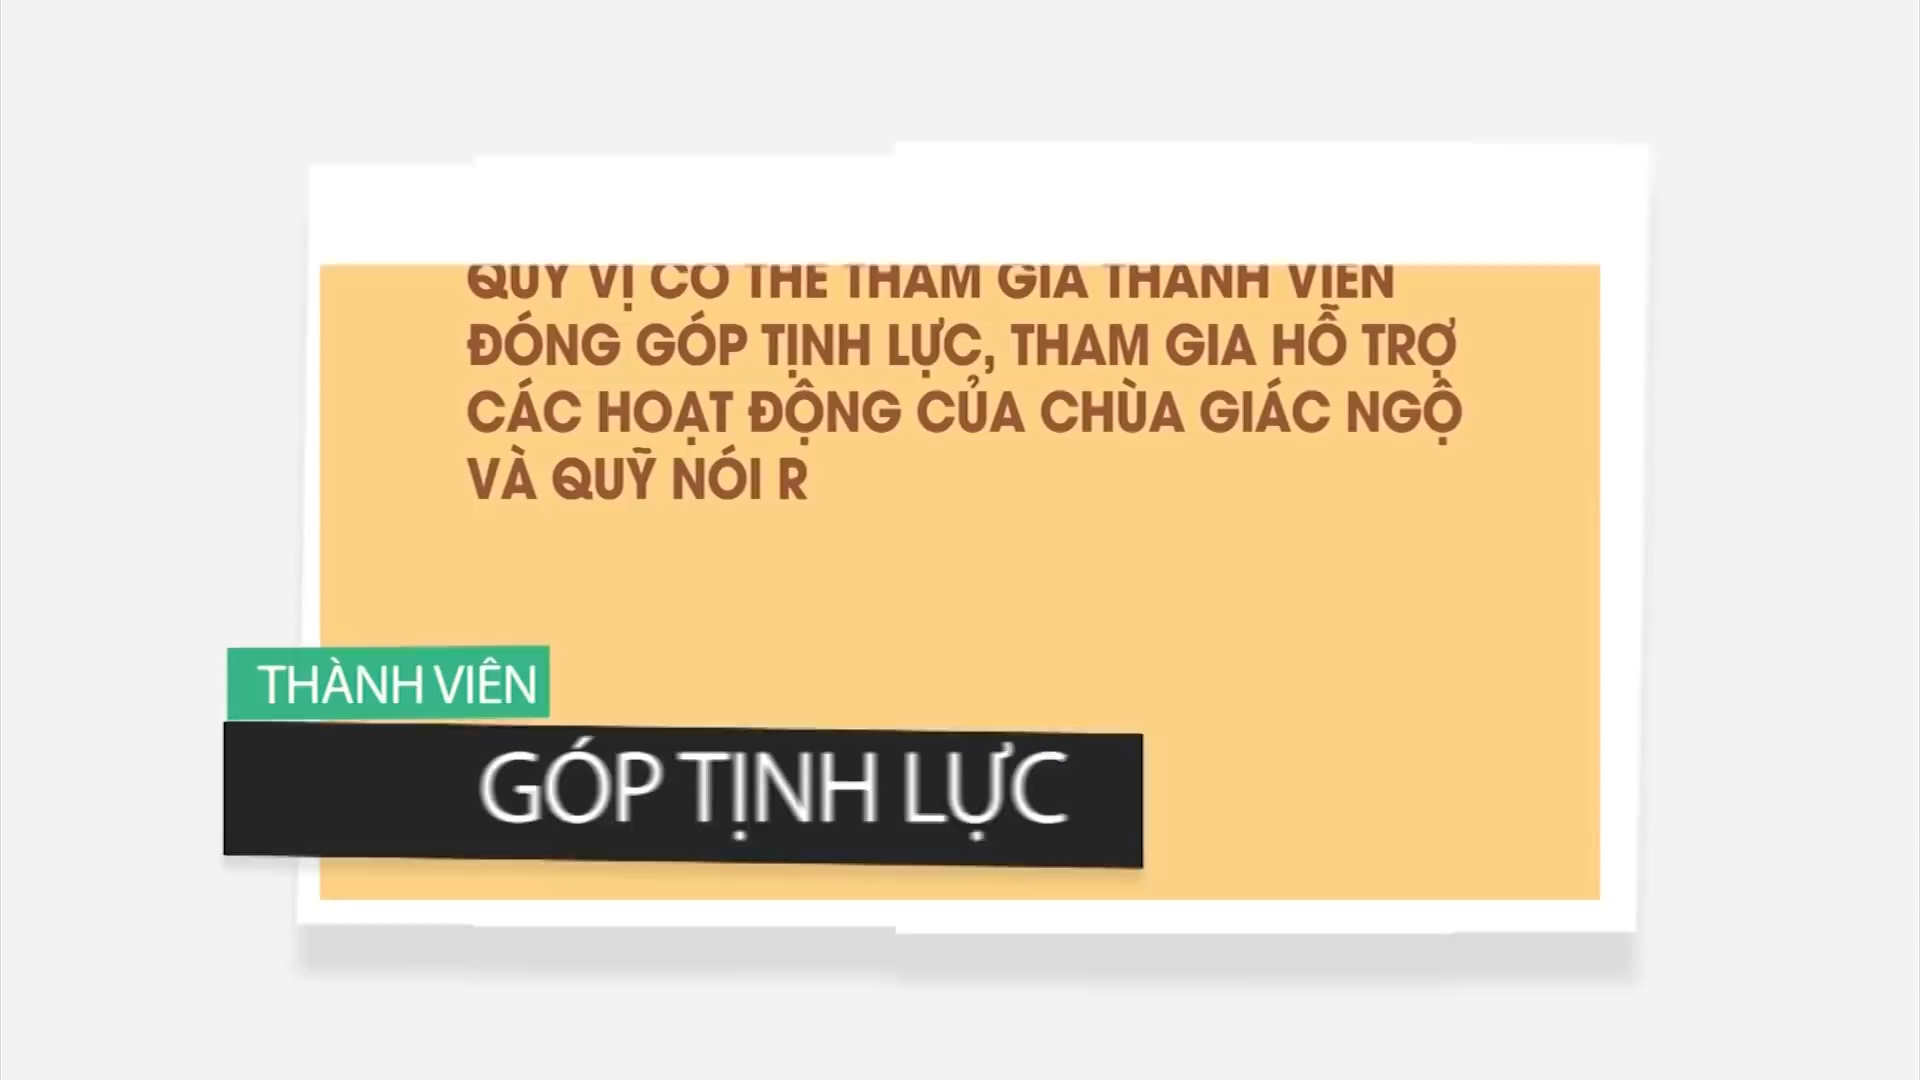 QUÝ VỊ CÓ THỂ THAM GIA THÀNH VIÊN
ĐÓNG GÓP TỊNH LỰC, THAM GIA HỖ TRỢ
CÁC HOẠT ĐỘNG CỦA CHÙA GIÁC NGỘ
VÀ QUỸ NÓI R
THÀNH VIÊN
GÓP TỊNH LỰC